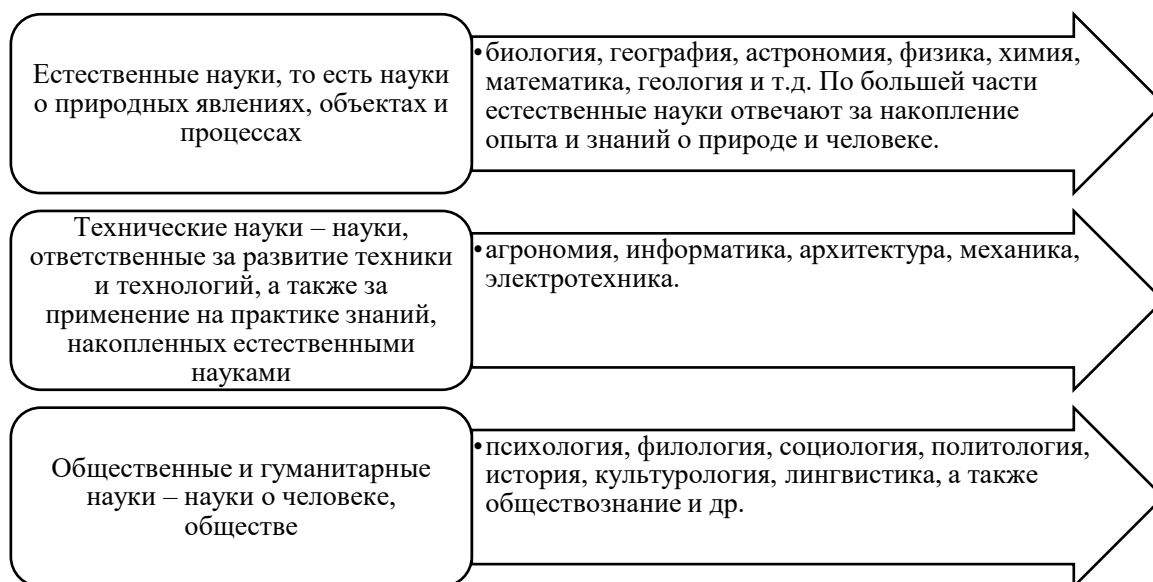 Естественные науки, то есть науки
о природных явлениях, объектах и
процессах
•биология, география, астрономия, физика, химия,
математика, геология и т.д. По большей части
естественные науки отвечают за накопление
опыта и знаний о природе и человеке.
Технические науки – науки,
ответственные за развитие техники
и технологий, а также за
применение на практике знаний,
накопленных естественными
науками
•агрономия, информатика, архитектура, механика,
электротехника.
Общественные и гуманитарные
науки – науки о человеке,
обществе
•психология, филология, социология, политология,
история, культурология, лингвистика, а также
обществознание и др.